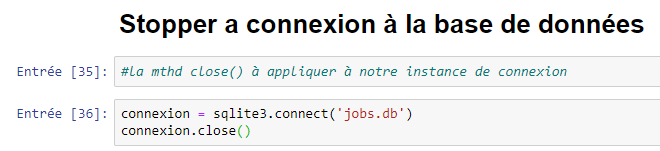 Stopper a connexion à la base de données
Entrée [35]: #la mthd close() à appliquer à notre instance de connexion
Entrée [36]: connexion = sqlite3.connect('jobs.db')
connexion.close()